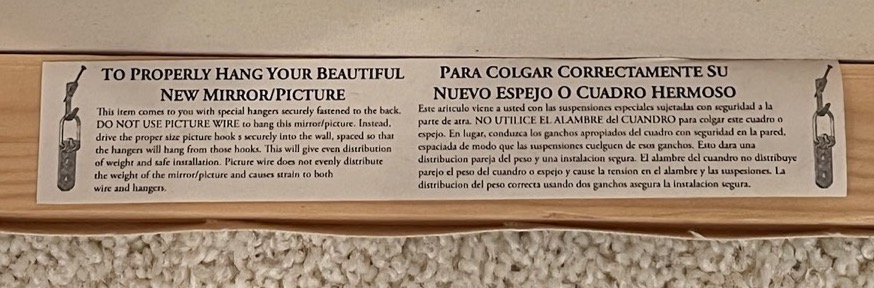 TO PROPERLY HANG YOUR BEAUTIFUL
NEW MIRROR/PICTURE
This item comes to you with special hangers securely fastened to the back.
DO NOT USE PICTURE WIRE to hang this mirror/picture. Instead,
drive the proper size picture hook s securely into the wall, spaced so that
the hangers will hang from those hooks. This will give even distribution
of weight and safe installation. Picture wire does not evenly distribute
the weight of the mirror/picture and causes strain to both
wire and hangers.
PARA COLGAR CORRECTAMENTE SU
NUEVO ESPEJO O CUADRO HERMOSO
Este aritculo viene a usted con las suspensiones especiales sujetadas con seguridad a la
parte de atra. NO UTILICE EL ALAMBRE del CUANDRO para colgar este cuadro o
espejo. En lugar, conduzca los ganchos apropiados del cuadro con seguridad en la pared,
espaciada de modo que las suspensiones cuelguen de esos ganchos. Esto dara una
distribucion pareja del peso y una instalacion segura. El alambre del cuandro no distribuye
parejo el peso del cuandro o espejo y cause la tension en el alambre y las suspesiones. La
distribucion del peso correcta usando dos ganchos asegura la instalacion segura.